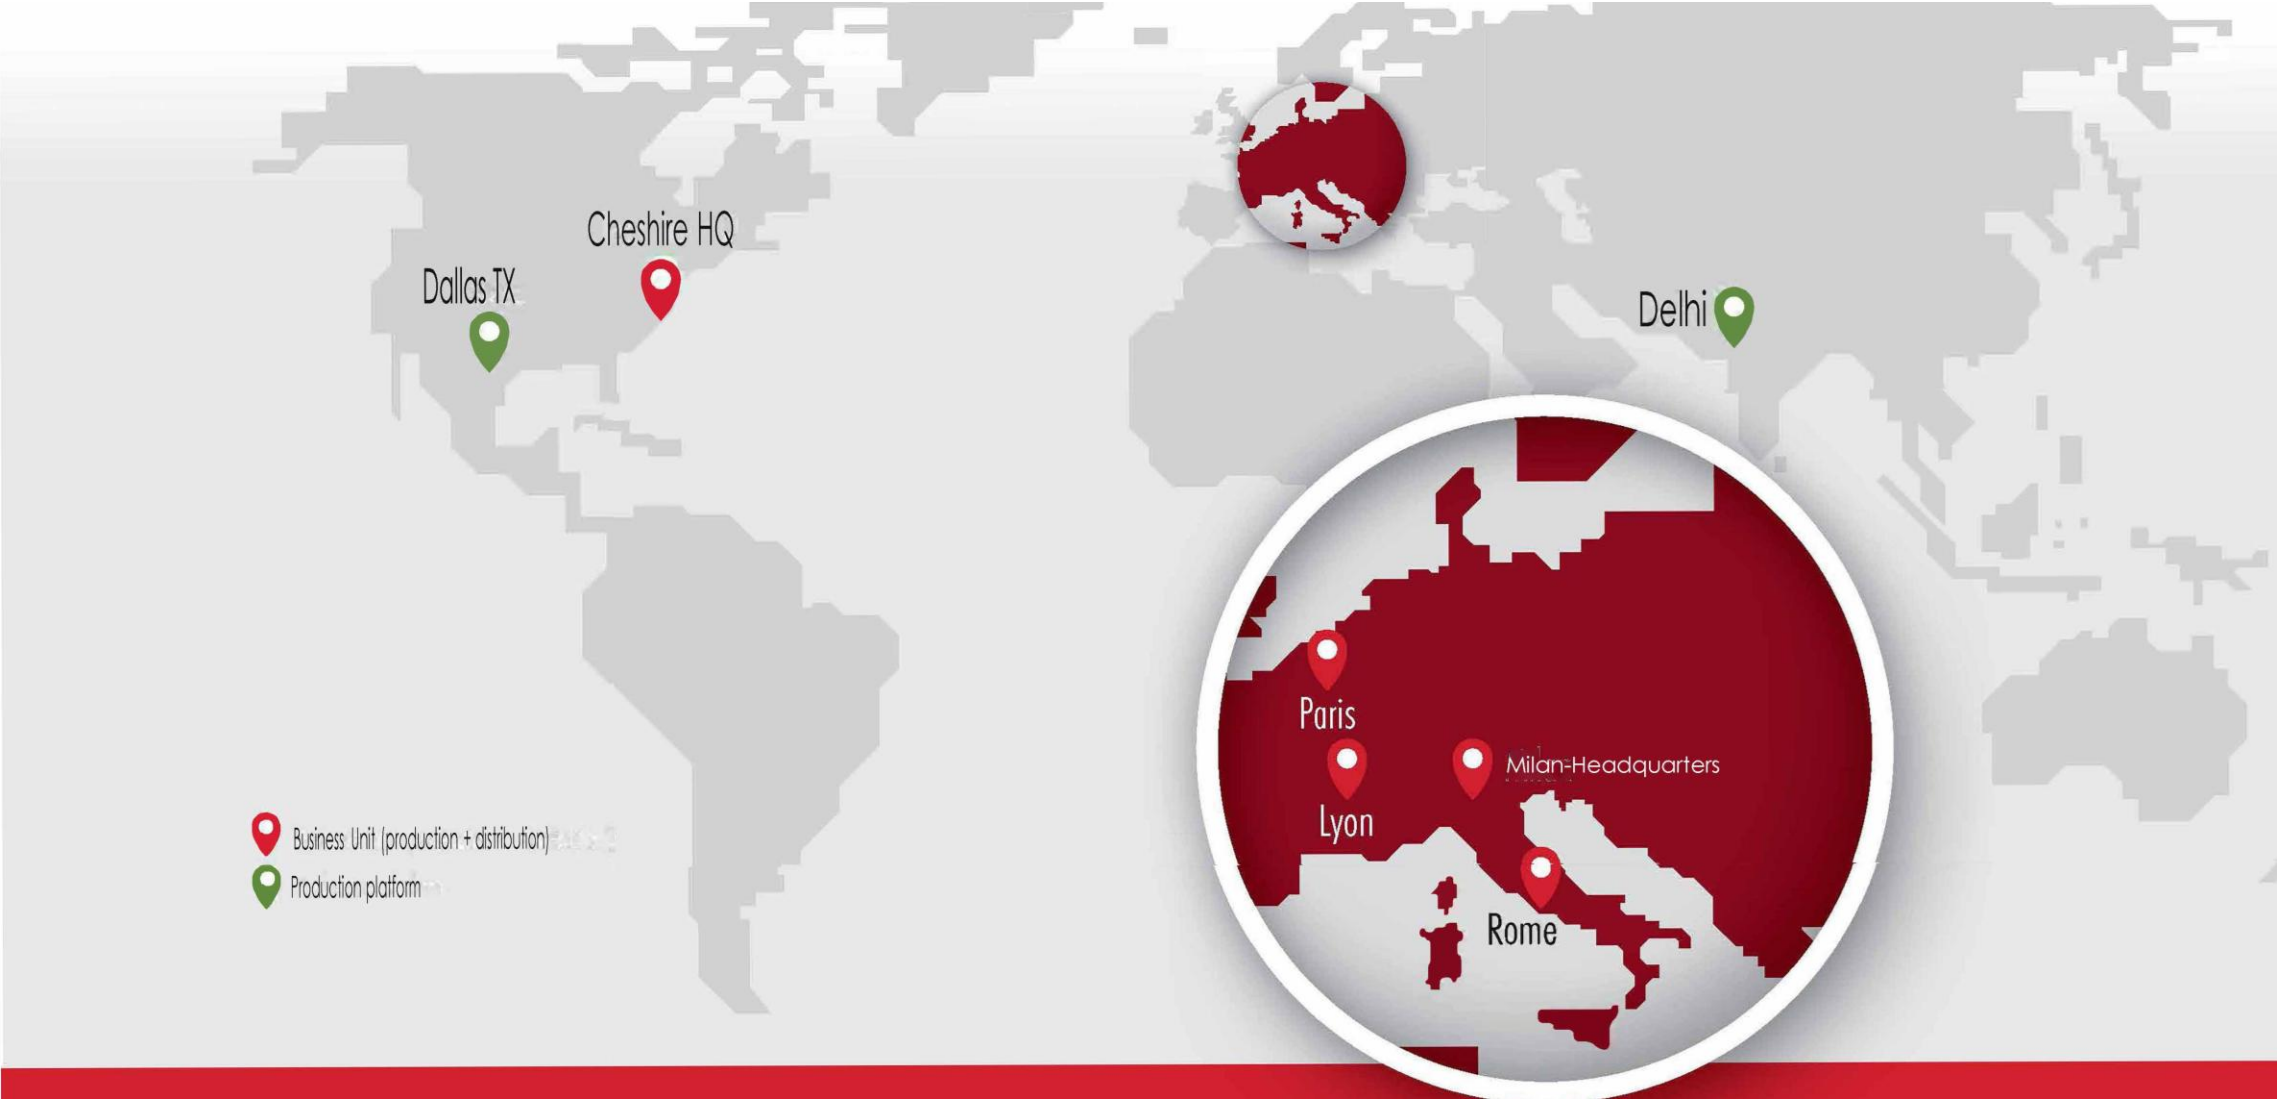 Cheshire HQ
Dallas TX
Delhi
Paris
Milan-Headquarters
Lyon
Rome
Business Unit (production + distribution)
Production platform